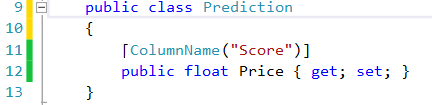 9 public class Prediction
10 {
11 [ColumnName("Score")]
12 public float Price { get; set; }
13 }